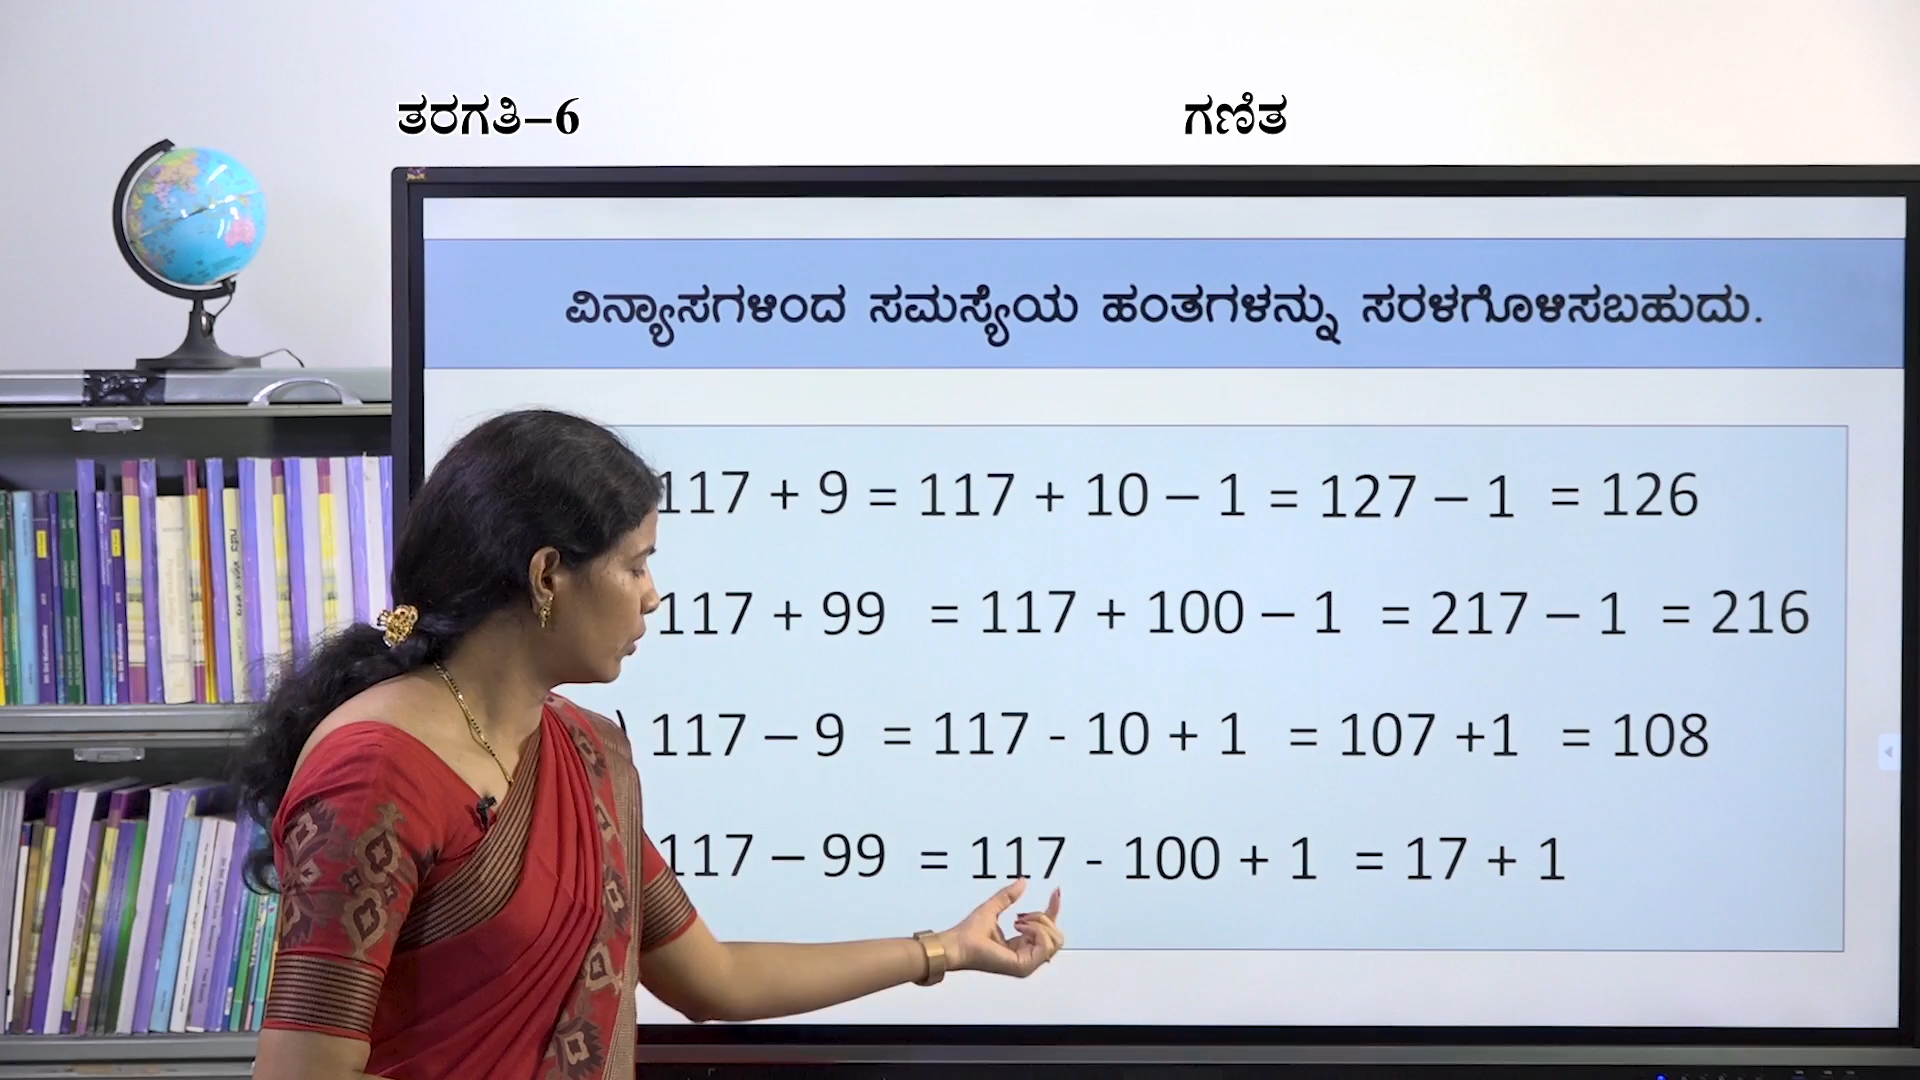 ತರಗತಿ–6 ಗಣಿತ
ವಿನ್ಯಾಸಗಳಿಂದ ಸಮಸ್ಯೆಯ ಹಂತಗಳನ್ನು ಸರಳಗೊಳಿಸಬಹುದು.
117 + 9 = 117 + 10 – 1 = 127 – 1 = 126
117 + 99 = 117 + 100 – 1 = 217 – 1 = 216
) 117 – 9 = 117 - 10 + 1 = 107 +1 = 108
117 – 99 = 117 - 100 + 1 = 17 + 1